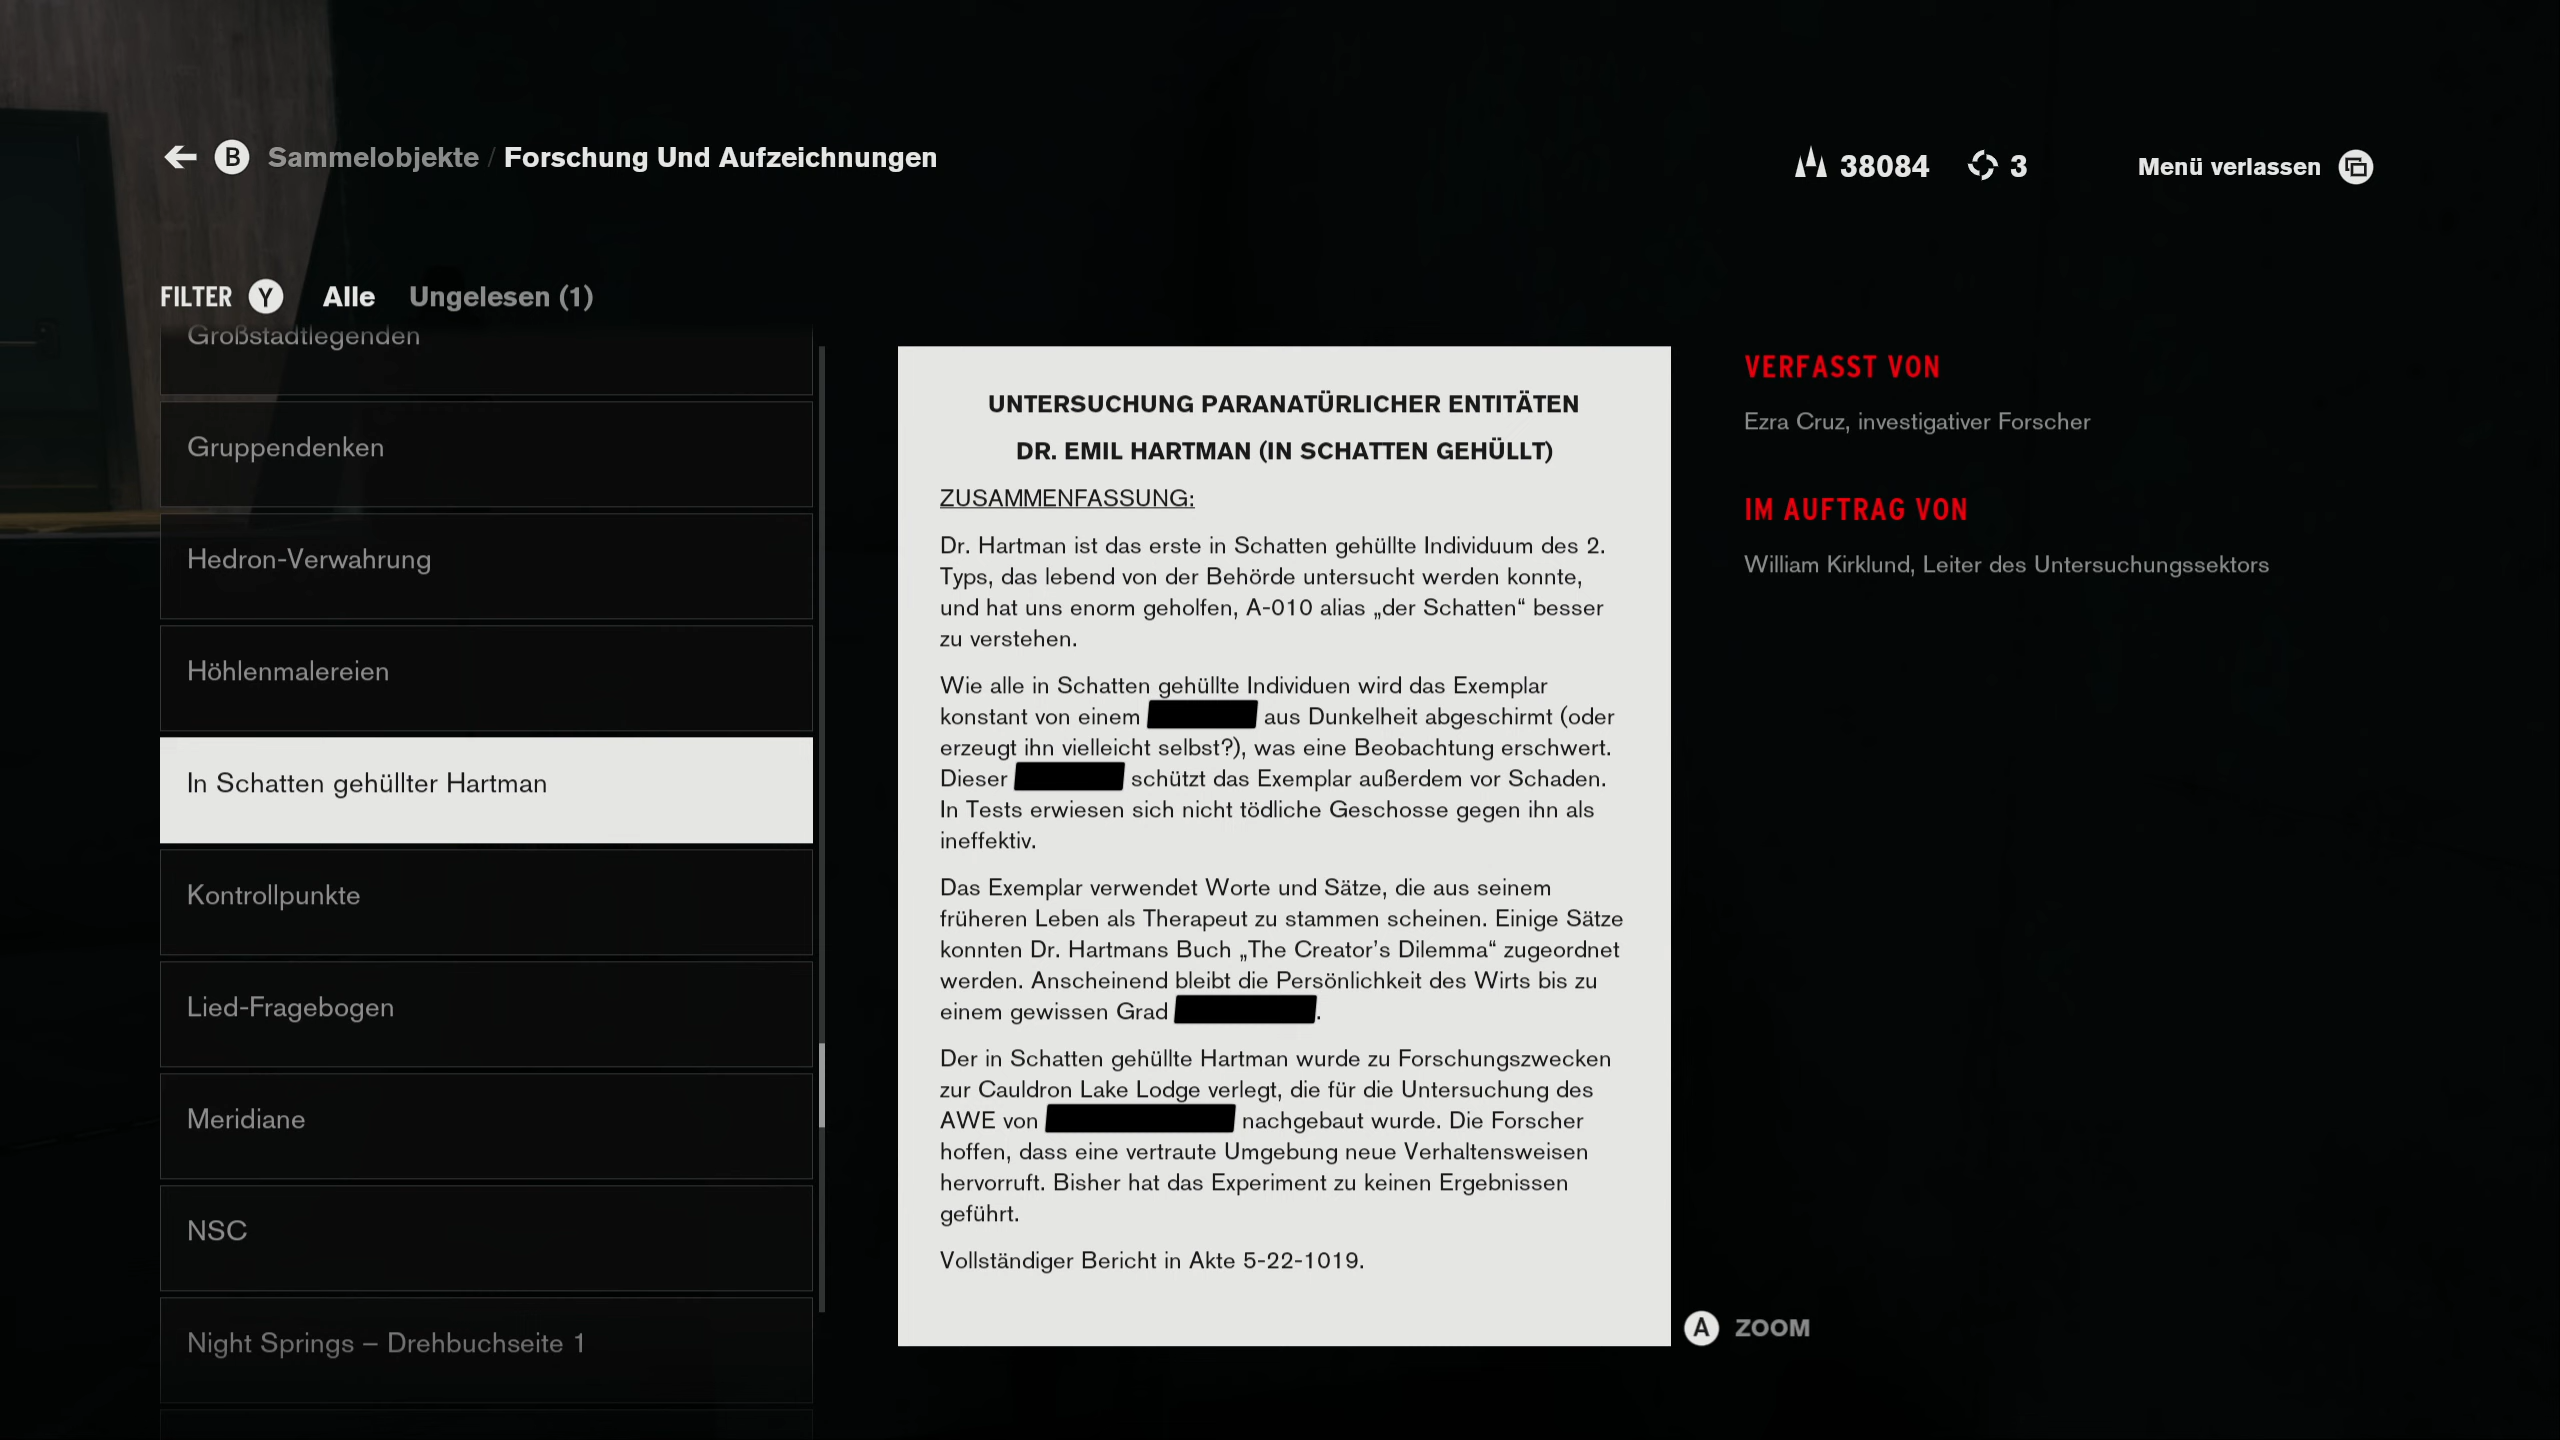 B Sammelobjekte / Forschung Und Aufzeichnungen
38084 3 Menü verlassen
FILTER Y Alle Ungelesen (1)
Großstadtlegenden
Gruppendenken
Hedron-Verwahrung
Höhlenmalereien
In Schatten gehüllter Hartman
Kontrollpunkte
Lied-Fragebogen
Meridiane
NSC
Night Springs – Drehbuchseite 1
UNTERSUCHUNG PARANATÜRLICHER ENTITÄTEN
DR. EMIL HARTMAN (IN SCHATTEN GEHÜLLT)
ZUSAMMENFASSUNG:
Dr. Hartman ist das erste in Schatten gehüllte Individuum des 2.
Typs, das lebend von der Behörde untersucht werden konnte,
und hat uns enorm geholfen, A-010 alias „der Schatten“ besser
zu verstehen.
Wie alle in Schatten gehüllte Individuen wird das Exemplar
konstant von einem aus Dunkelheit abgeschirmt (oder
erzeugt ihn vielleicht selbst?), was eine Beobachtung erschwert.
Dieser schützt das Exemplar außerdem vor Schaden.
In Tests erwiesen sich nicht tödliche Geschosse gegen ihn als
ineffektiv.
Das Exemplar verwendet Worte und Sätze, die aus seinem
früheren Leben als Therapeut zu stammen scheinen. Einige Sätze
konnten Dr. Hartmans Buch „The Creator’s Dilemma“ zugeordnet
werden. Anscheinend bleibt die Persönlichkeit des Wirts bis zu
einem gewissen Grad .
Der in Schatten gehüllte Hartman wurde zu Forschungszwecken
zur Cauldron Lake Lodge verlegt, die für die Untersuchung des
AWE von nachgebaut wurde. Die Forscher
hoffen, dass eine vertraute Umgebung neue Verhaltensweisen
hervorruft. Bisher hat das Experiment zu keinen Ergebnissen
geführt.
Vollständiger Bericht in Akte 5-22-1019.
VERFASST VON
Ezra Cruz, investigativer Forscher
IM AUFTRAG VON
William Kirklund, Leiter des Untersuchungssektors
A ZOOM